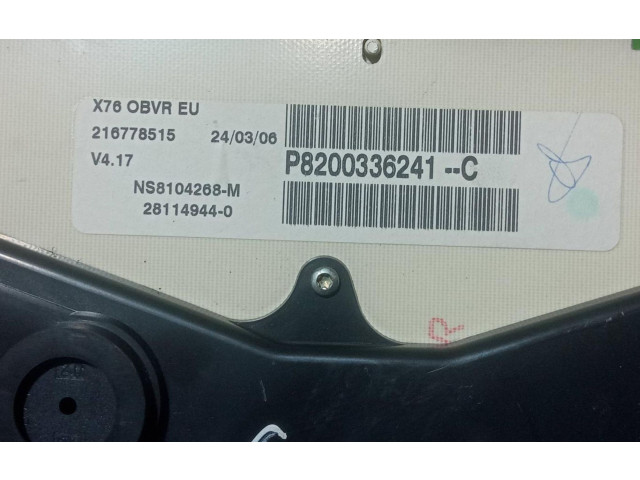 X76 OBVR EU
216778515 24/03/06
V4.17
P8200336241--C
NS8104268-M
28114944-0
R